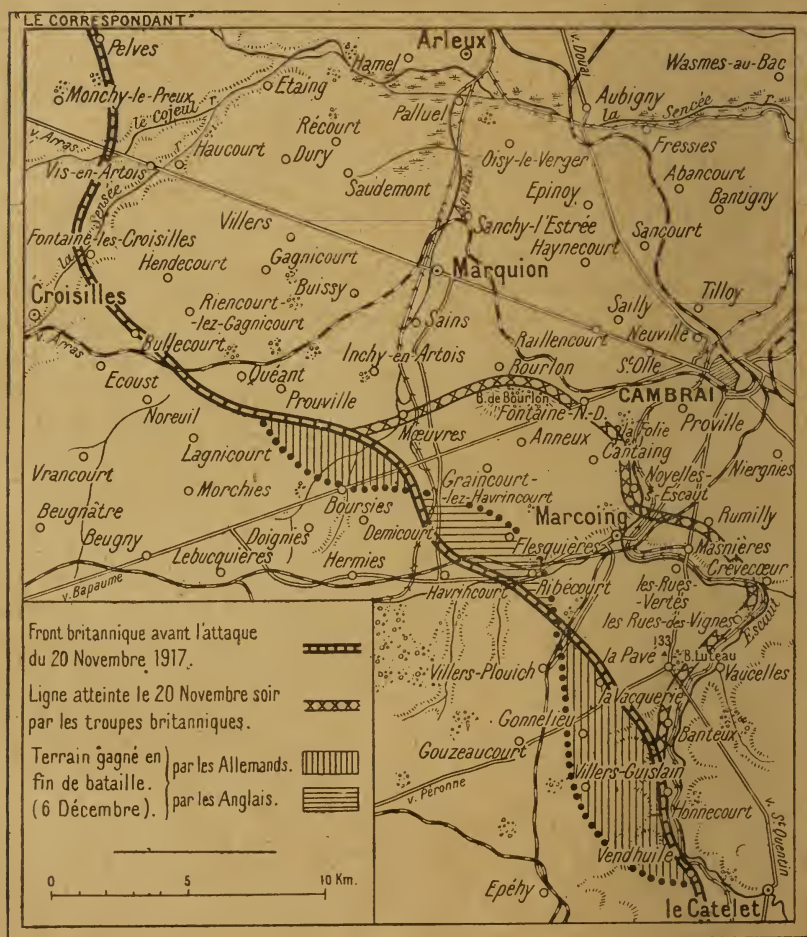 "LE CORRESPONDANT"
Pelves
Arleux
Hamel
v. Douai
Wasmes-au-Bac
Monchy-le-Preux
le Cojeul r.
Etaing
Palluel
Aubigny
la Sencée r.
v. Arras
Récourt
Haucourt
Dury
Oisy-le-Verger
Fressies
Vis-en-Artois
Saudemont
Abancourt
la Sensée r.
Epinoy
Bantigny
Villers
Agache
Sanchy-l'Estrée
Sancourt
Fontaine-les-Croisilles
Gagnicourt
Haynecourt
Hendecourt
Marquion
Buissy
Croisilles
Riencourt
-lez-Gagnicourt
Tilloy
Sailly
Sains
Neuville
v. Arras
Bullecourt
Raillencourt
Inchy-en-Artois
St Olle
Ecoust
Quéant
Bourlon
Prouville
B. de Bourlon
CAMBRAI
Noreuil
Fontaine-N-D.
Mœuvres
Proville
la Folie
Lagnicourt
Anneux
Cantaing
Vrancourt
Niergnies
Graincourt
-lez-Havrincourt
Noyelles-
s-Escaut
Morchies
Boursies
Beugnâtre
Marcoing
Rumilly
Demicourt
Doignies
Beugny
Flesquières
Masnières
Lebucquières
Hermies
Crèvecœur
v. Bapaume
Havrincourt
Ribécourt
les-Rues-
Vertes
les Rues-des-Vignes
Escaut
133
B. Luteau
Villers-Plouich
la Pave
Vaucelles
la Vacquerie
Gonnelieu
Banteux
Gouzeaucourt
Villers-Guislain
v. Péronne
Honnecourt
v. St Quentin
Vendhuile
Epéhy
le Catelet
Front britannique avant l'attaque
du 20 Novembre 1917.
Ligne atteinte le 20 Novembre soir
par les troupes britanniques.
Terrain gagné en
fin de bataille.
(6 Décembre).
par les Allemands.
par les Anglais.
0 5 10 Km.